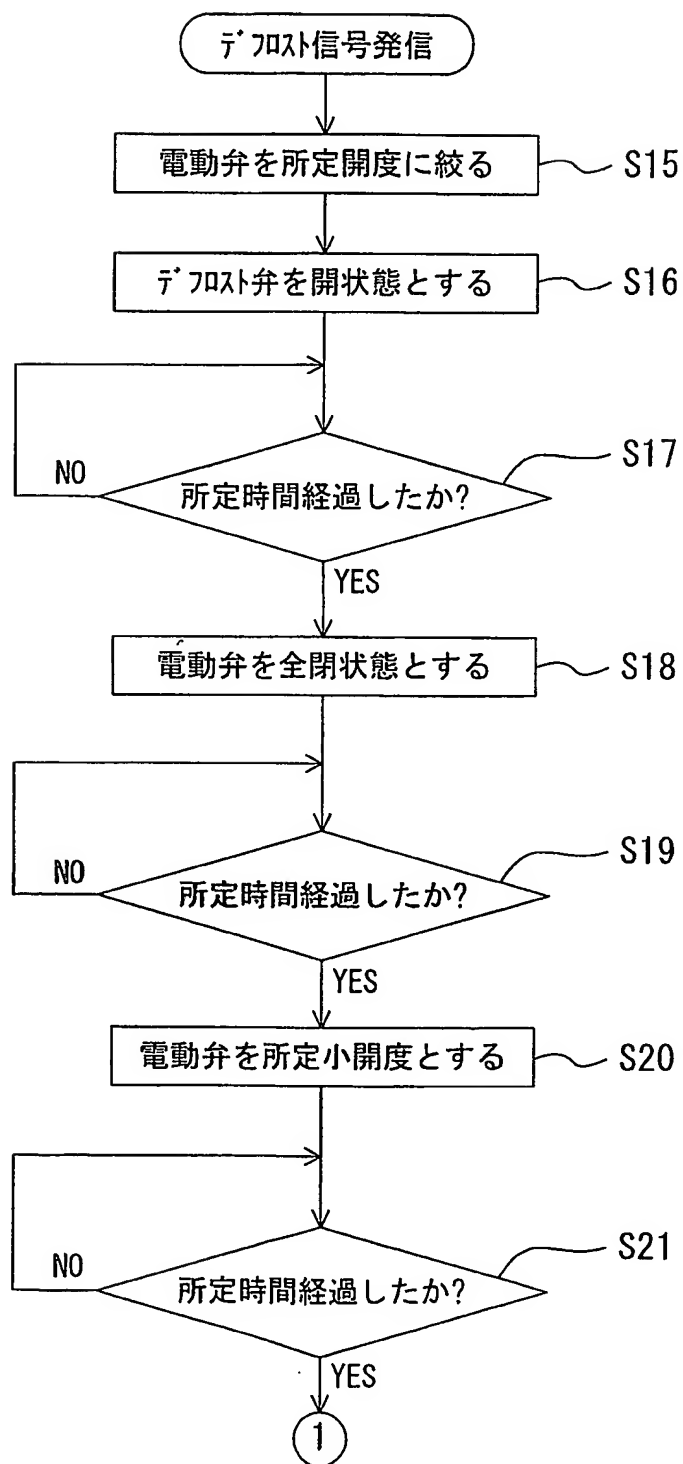 ﾃﾞﾌﾛｽﾄ信号発信
電動弁を所定開度に絞る
S15
ﾃﾞﾌﾛｽﾄ弁を開状態とする
S16
所定時間経過したか?
S17
NO
YES
電動弁を全閉状態とする
S18
所定時間経過したか?
S19
NO
YES
電動弁を所定小開度とする
S20
所定時間経過したか?
S21
NO
YES
1